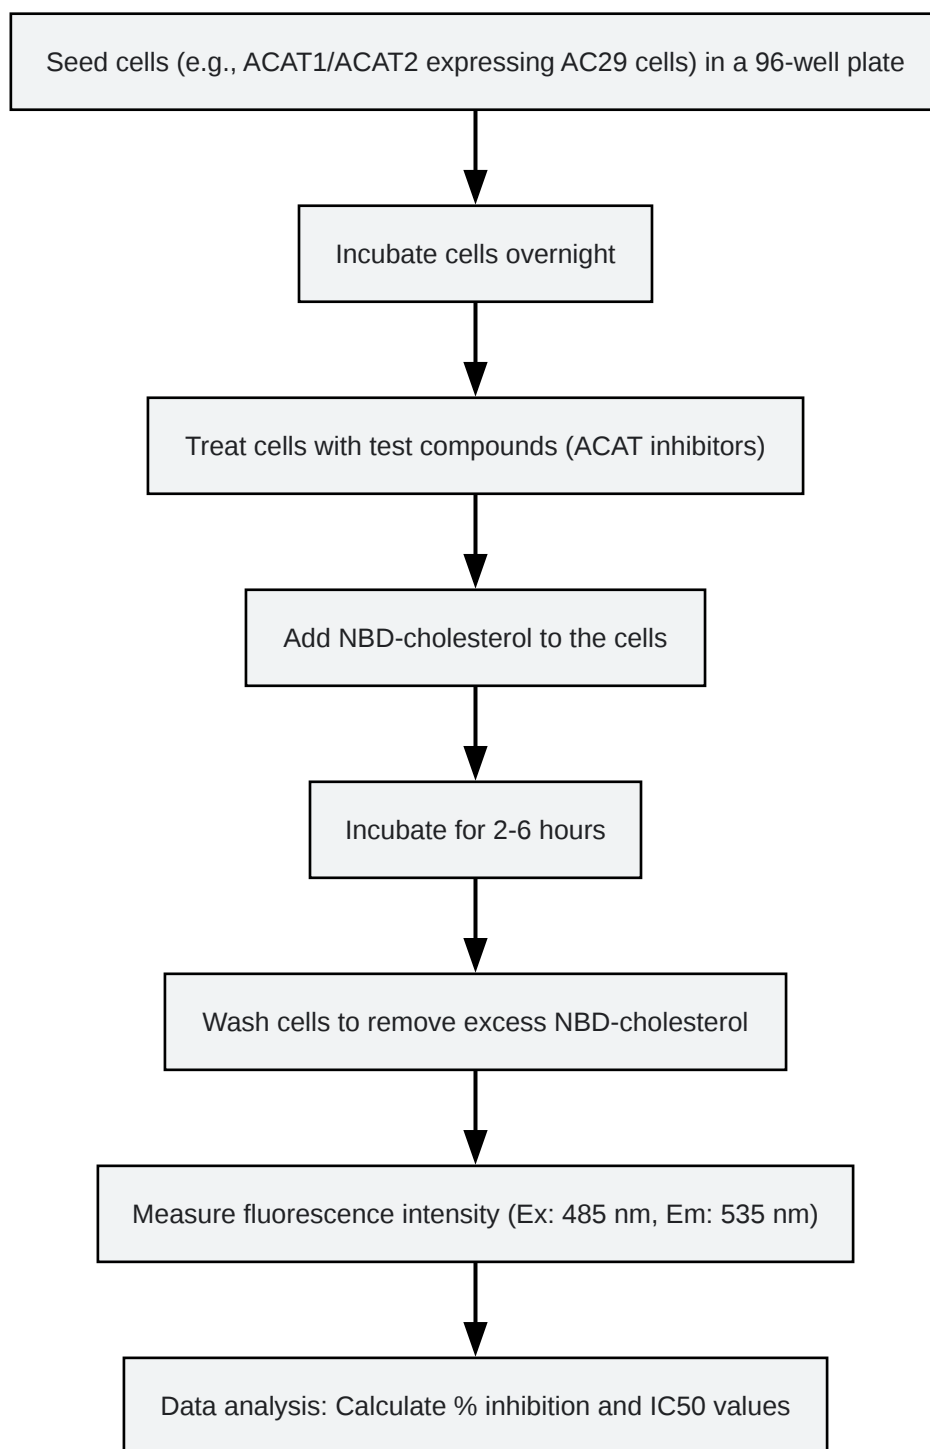 Seed cells (e.g., ACAT1/ACAT2 expressing AC29 cells) in a 96-well plate
Incubate cells overnight
Treat cells with test compounds (ACAT inhibitors)
Add NBD-cholesterol to the cells
Incubate for 2-6 hours
Wash cells to remove excess NBD-cholesterol
Measure fluorescence intensity (Ex: 485 nm, Em: 535 nm)
Data analysis: Calculate % inhibition and IC50 values